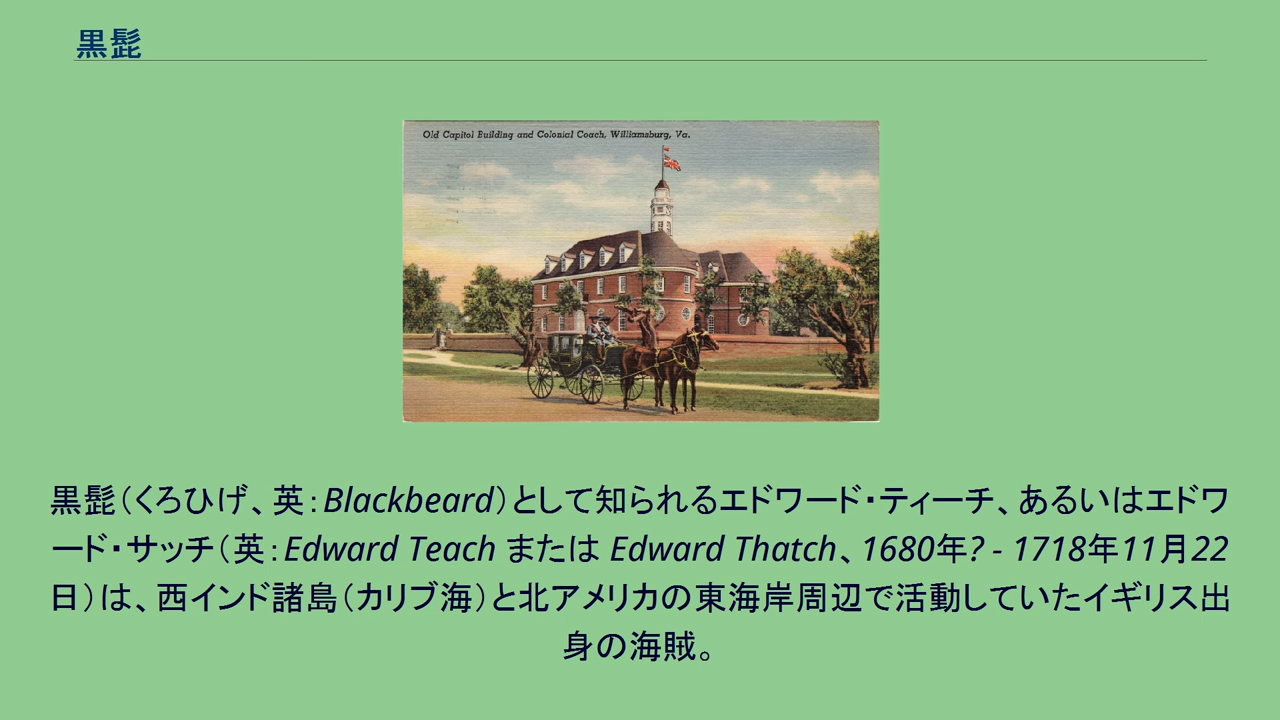 黒髭
Old Capitol Building and Colonial Coach, Williamsburg, Va.
黒髭（くろひげ、英：Blackbeard）として知られるエドワード・ティーチ、あるいはエドワ
ード・サッチ（英：Edward Teach または Edward Thatch、1680年? - 1718年11月22
日）は、西インド諸島（カリブ海）と北アメリカの東海岸周辺で活動していたイギリス出
身の海賊。